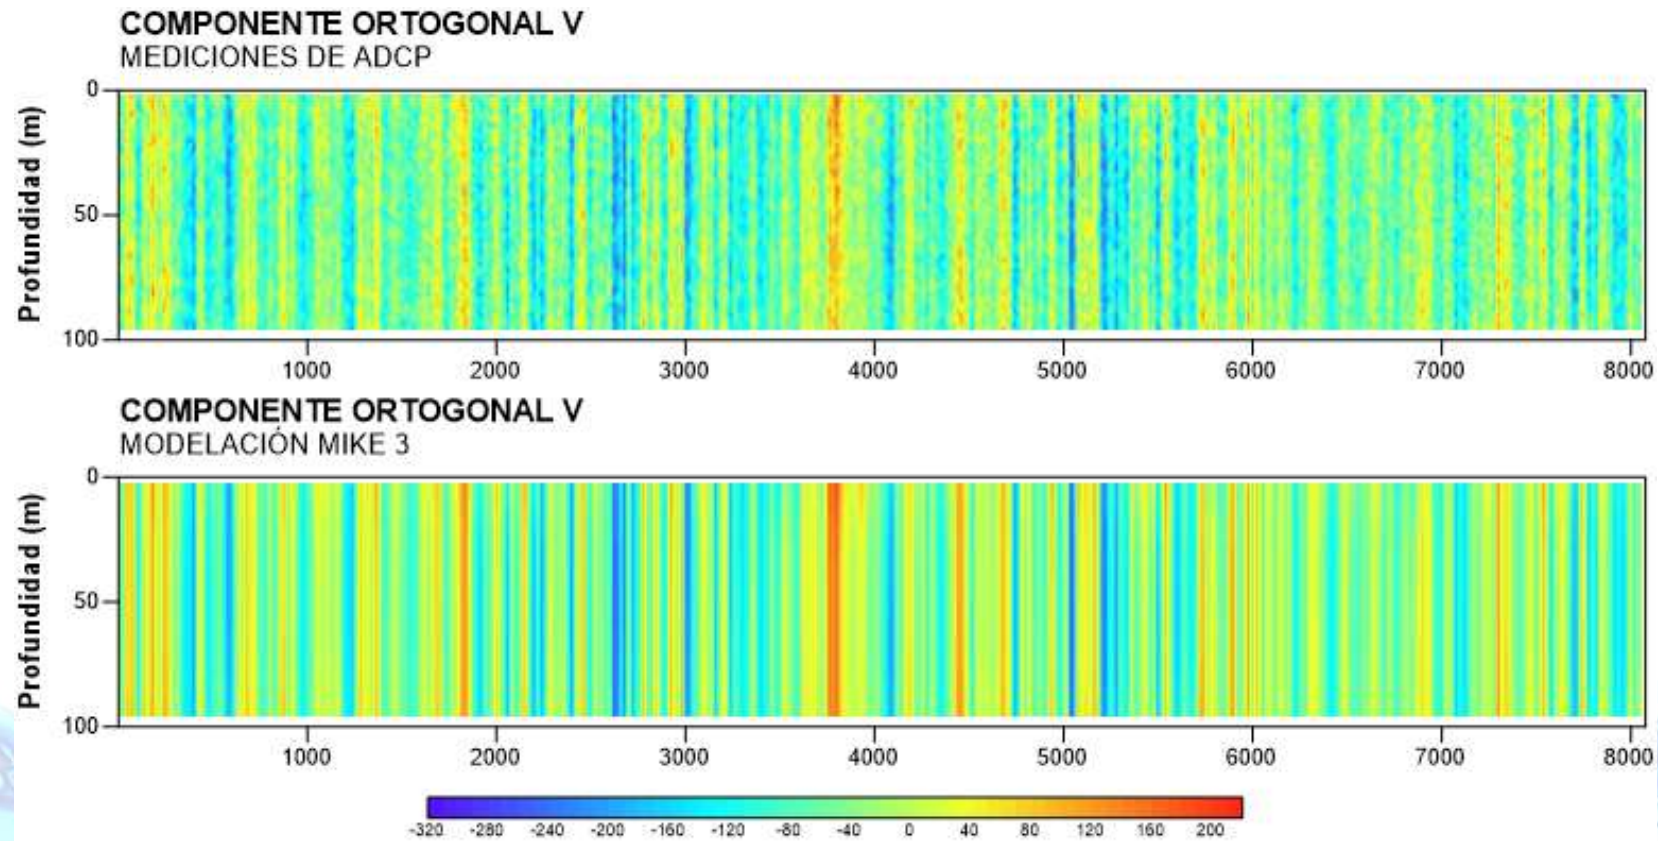 COMPONENTE ORTOGONAL V
MEDICIONES DE ADCP
Profundidad (m)
0
50
100
1000 2000 3000 4000 5000 6000 7000 8000
COMPONENTE ORTOGONAL V
MODELACIÓN MIKE 3
Profundidad (m)
0
50
100
1000 2000 3000 4000 5000 6000 7000 8000
-320 -280 -240 -200 -160 -120 -80 -40 0 40 80 120 160 200